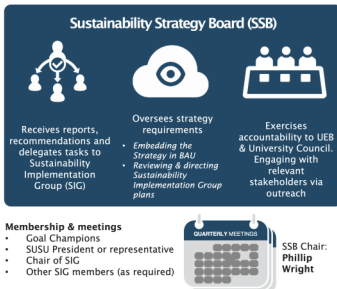 Sustainability Strategy Board (SSB)
Receives reports,
recommendations and
delegates tasks to
Sustainability
Implementation
Group (SIG)
Oversees strategy
requirements
• Embedding the
Strategy in BAU
• Reviewing & directing
Sustainability
Implementation Group
plans
Exercises
accountability to UEB
& University Council.
Engaging with
relevant
stakeholders via
outreach
Membership & meetings
• Goal Champions
• SUSU President or representative
• Chair of SIG
• Other SIG members (as required)
QUARTERLY MEETINGS
SSB Chair:
Phillip
Wright